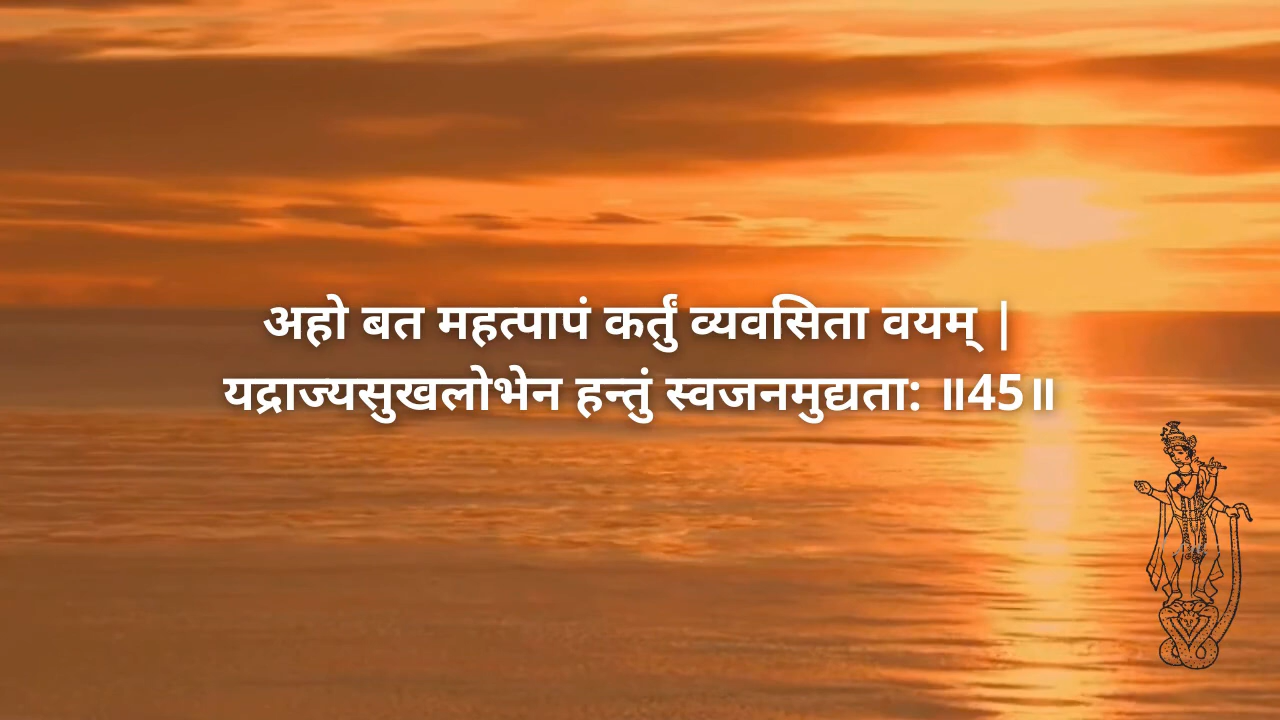 अहो बत महत्पापं कर्तुं व्यवसिता वयम् |
यद्राज्यसुखलोभेन हन्तुं स्वजनमुद्यता: ॥45॥